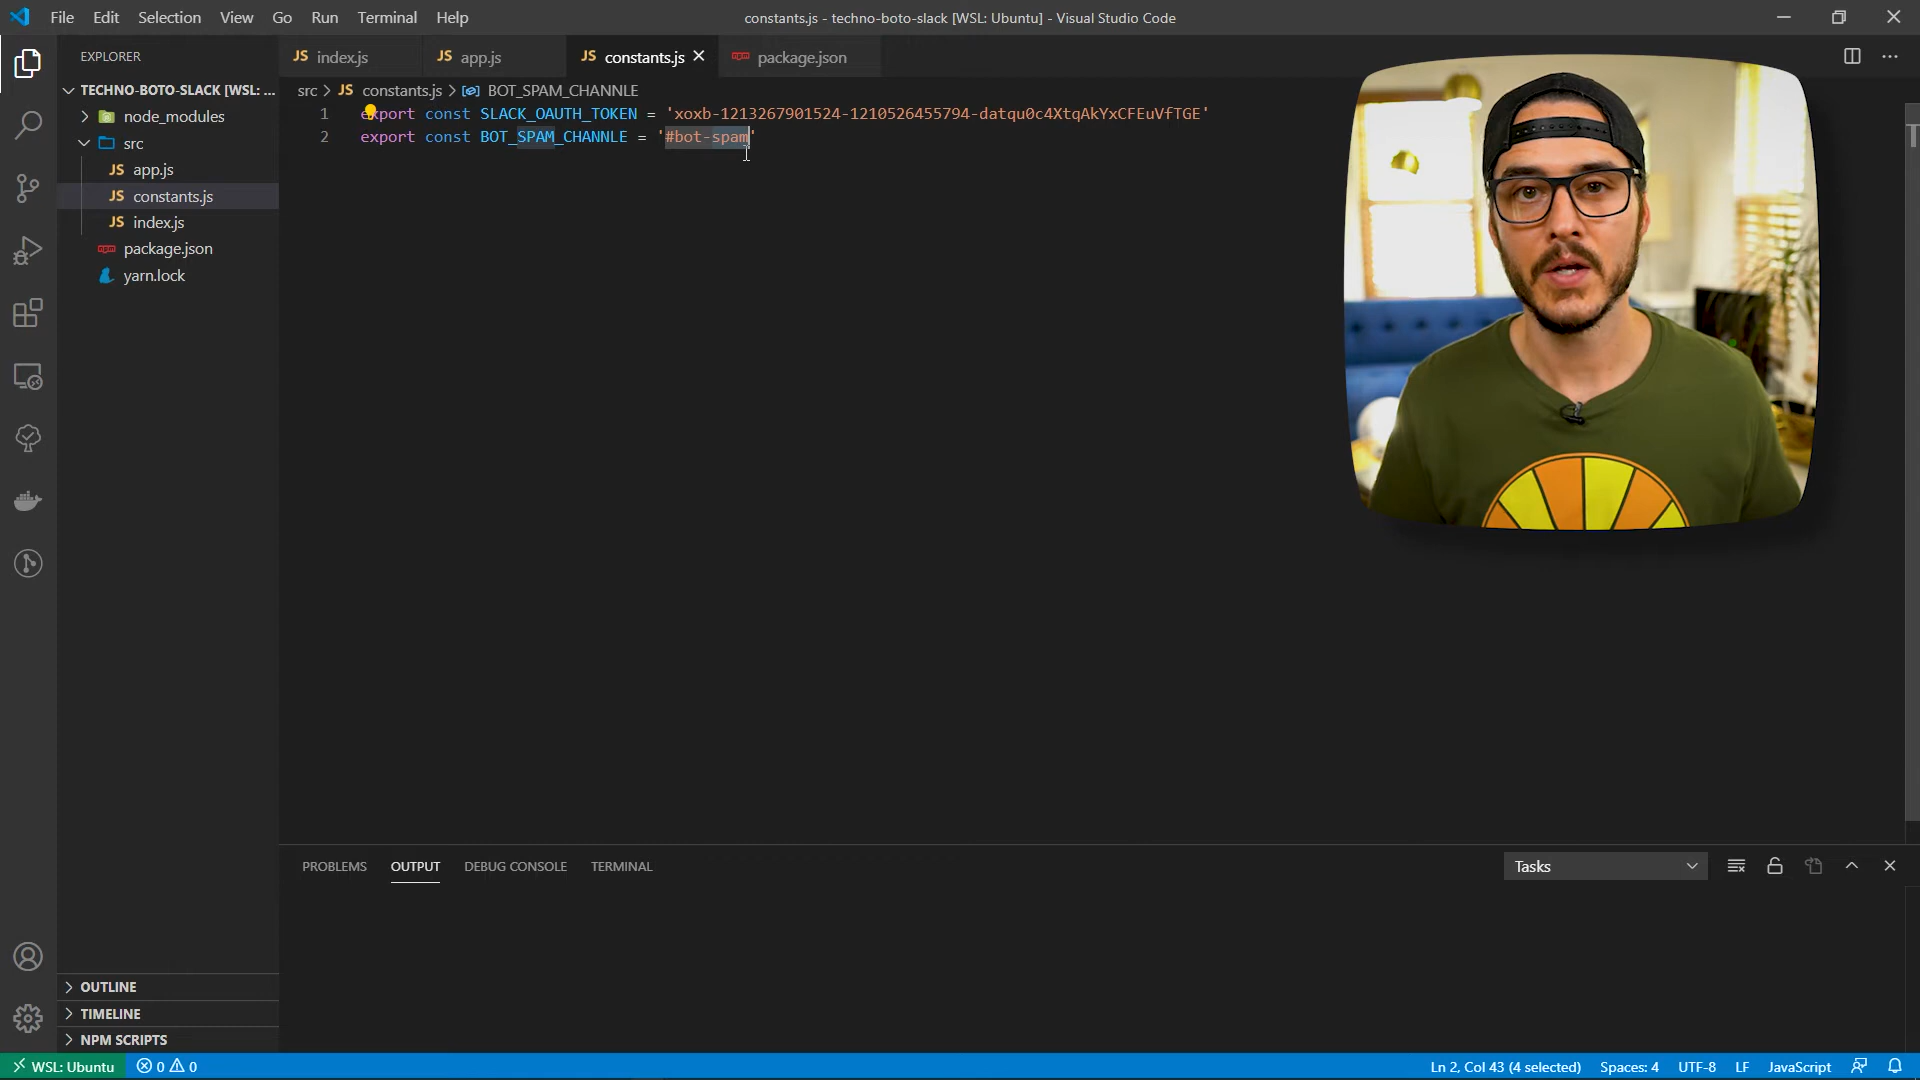 File Edit Selection View Go Run Terminal Help
constants.js - techno-boto-slack [WSL: Ubuntu] - Visual Studio Code
EXPLORER
TECHNO-BOTO-SLACK [WSL: ...
node_modules
src
JS app.js
JS constants.js
JS index.js
package.json
yarn.lock
OUTLINE
TIMELINE
NPM SCRIPTS
JS index.js JS app.js JS constants.js package.json
src > JS constants.js > BOT_SPAM_CHANNLE
1 export const SLACK_OAUTH_TOKEN = 'xoxb-1213267901524-1210526455794-datqu0c4XtqAkYxCFEuVfTGE'
2 export const BOT_SPAM_CHANNLE = '#bot-spam'
PROBLEMS OUTPUT DEBUG CONSOLE TERMINAL
Tasks
WSL: Ubuntu 0 0
Ln 2, Col 43 (4 selected) Spaces: 4 UTF-8 LF JavaScript